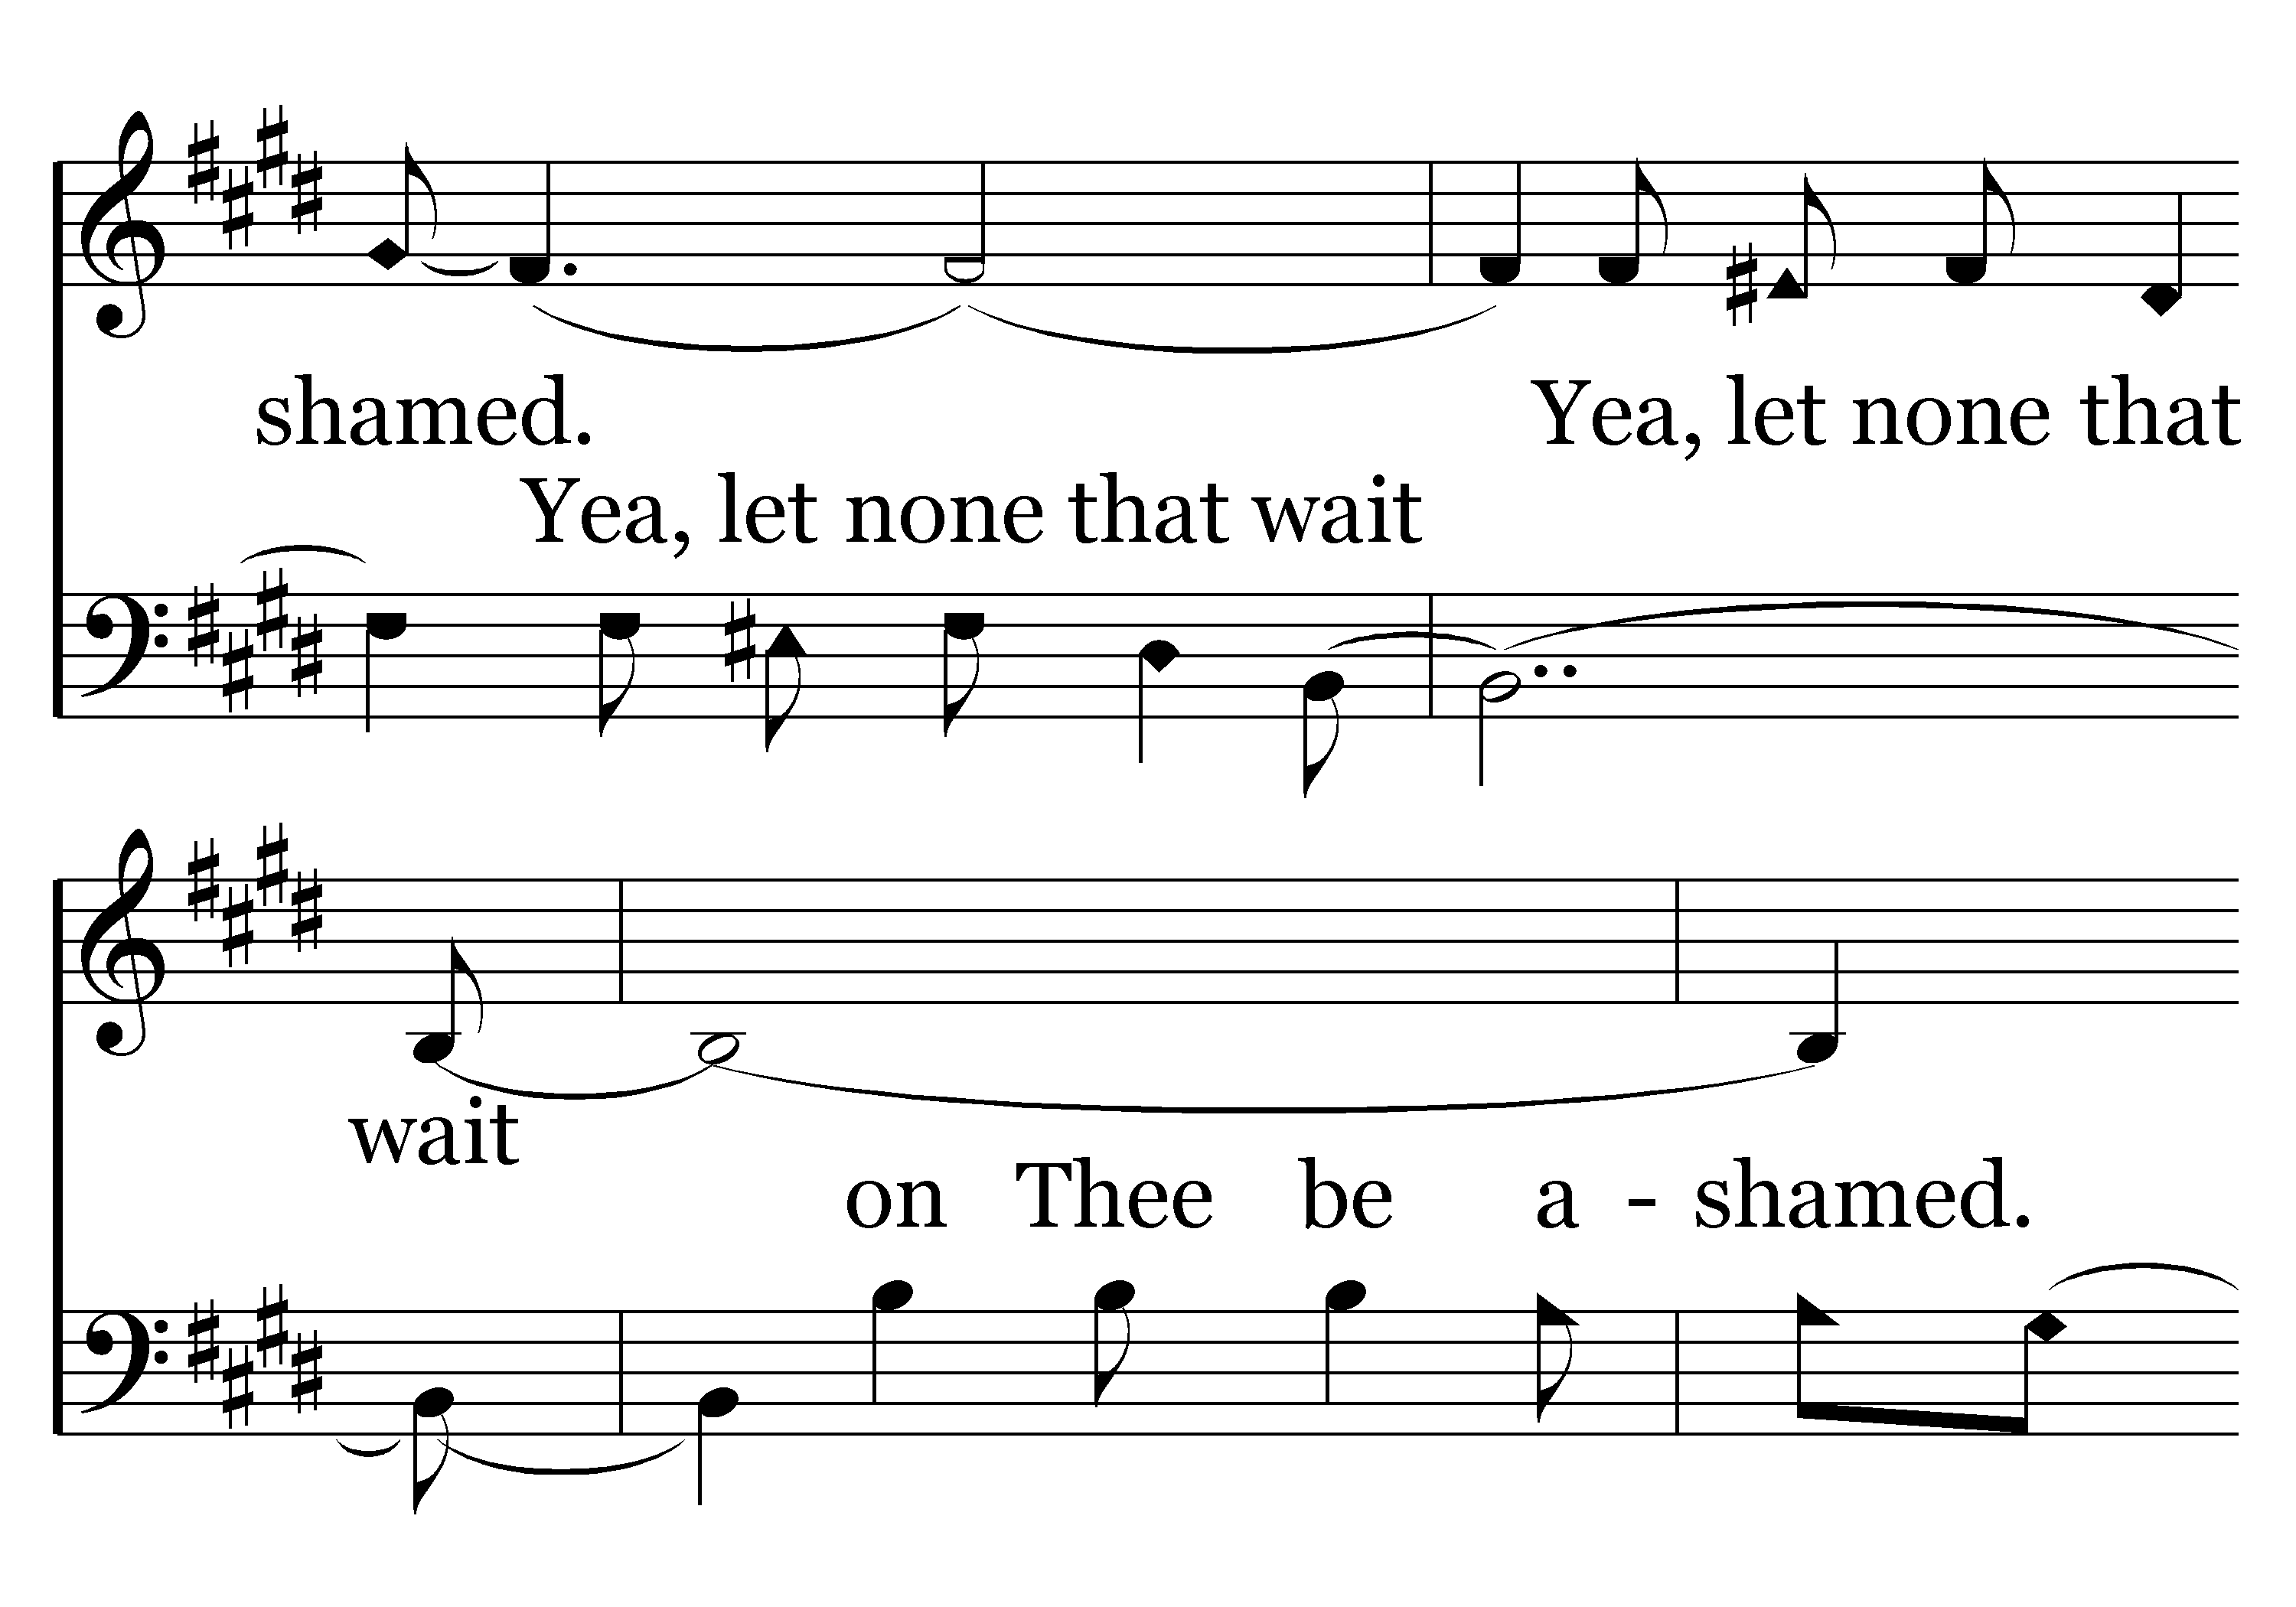 shamed. Yea, let none that
Yea, let none that wait
wait
on Thee be a - shamed.